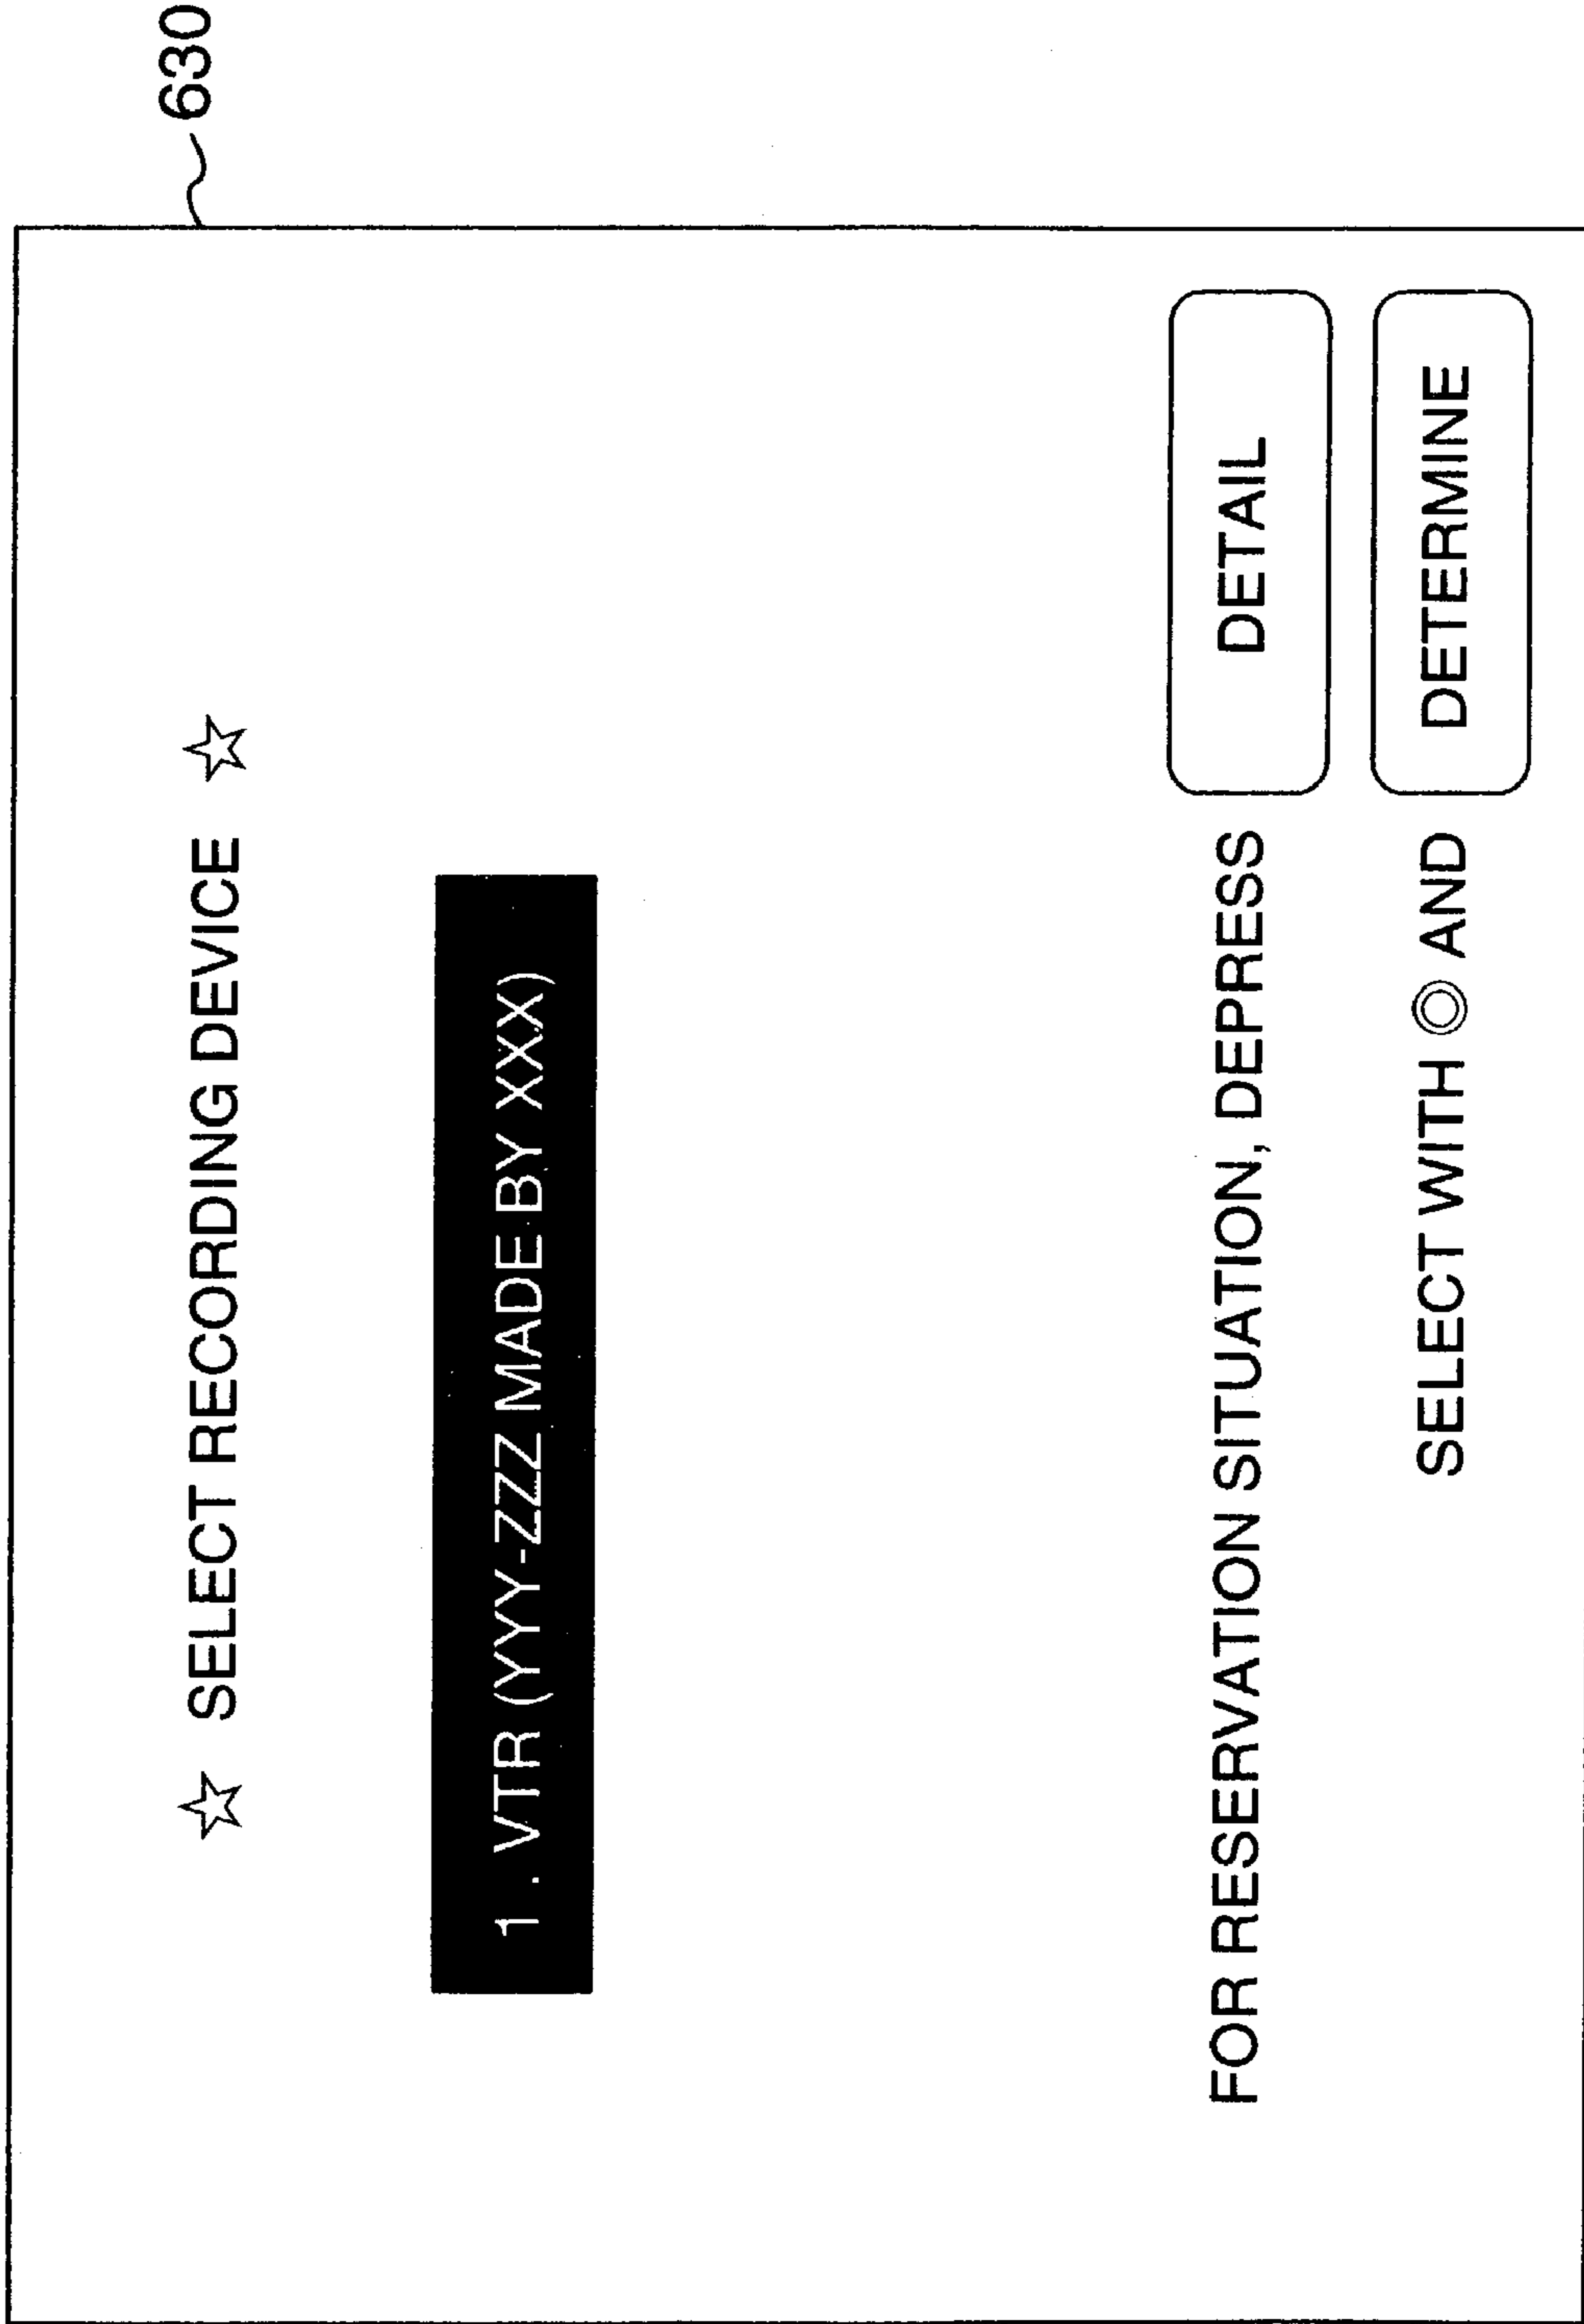 630
☆ SELECT RECORDING DEVICE ☆
1 . VTR (YYY-ZZZ MADE BY XXX)
FOR RESERVATION SITUATION, DEPRESS DETAIL
SELECT WITH ◎ AND DETERMINE